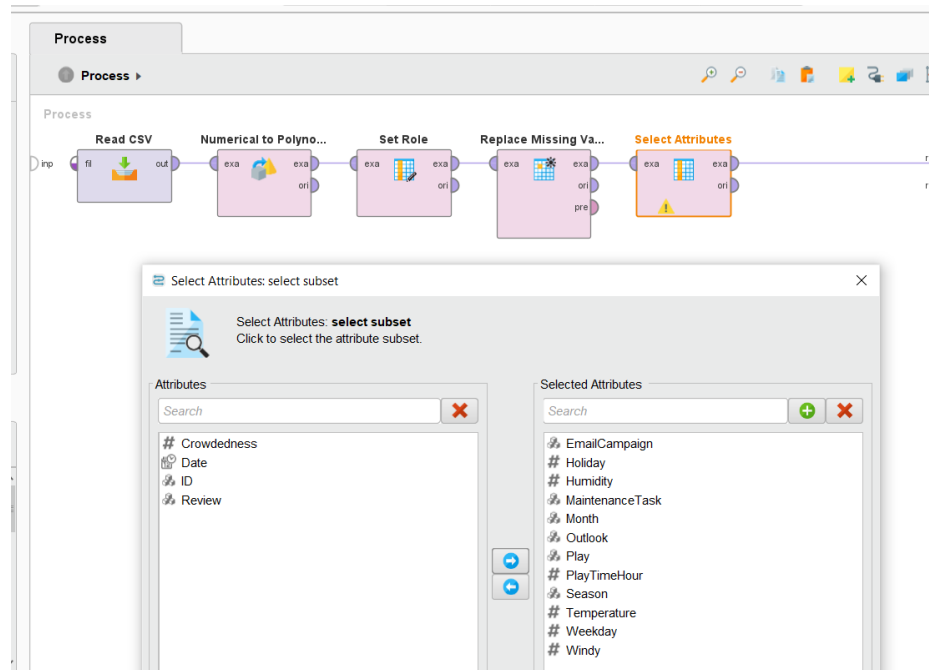 Process
Process
Process
Read CSV
Numerical to Polyno...
Set Role
Replace Missing Va...
Select Attributes
inp
fil
out
exa
exa
ori
exa
exa
ori
exa
exa
ori
pre
exa
exa
ori
r
r
Select Attributes: select subset
Select Attributes: select subset
Click to select the attribute subset.
Attributes
Search
Crowdedness
Date
ID
Review
Selected Attributes
Search
EmailCampaign
Holiday
Humidity
MaintenanceTask
Month
Outlook
Play
PlayTimeHour
Season
Temperature
Weekday
Windy